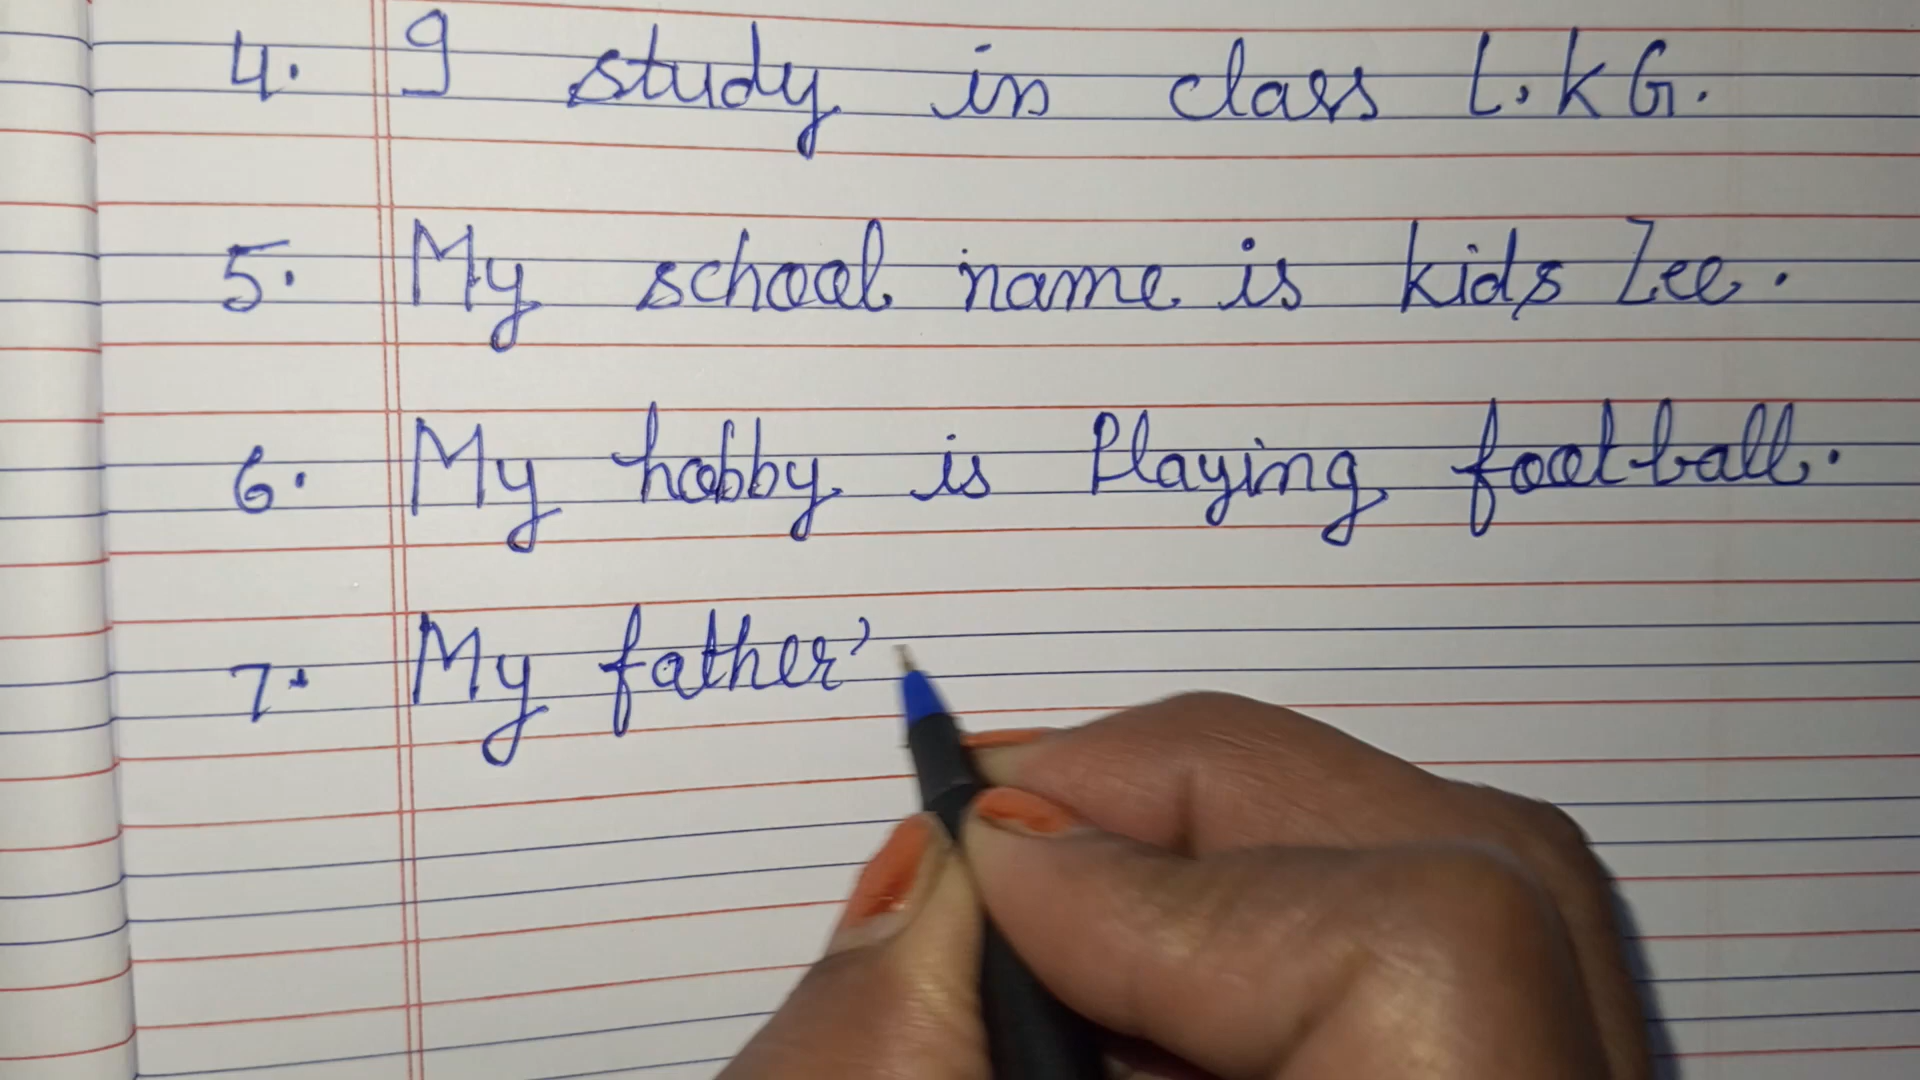 4. I study in class L.K G.
5. My school name is kids Zee.
6. My hobby is Playing football.
7. My father'